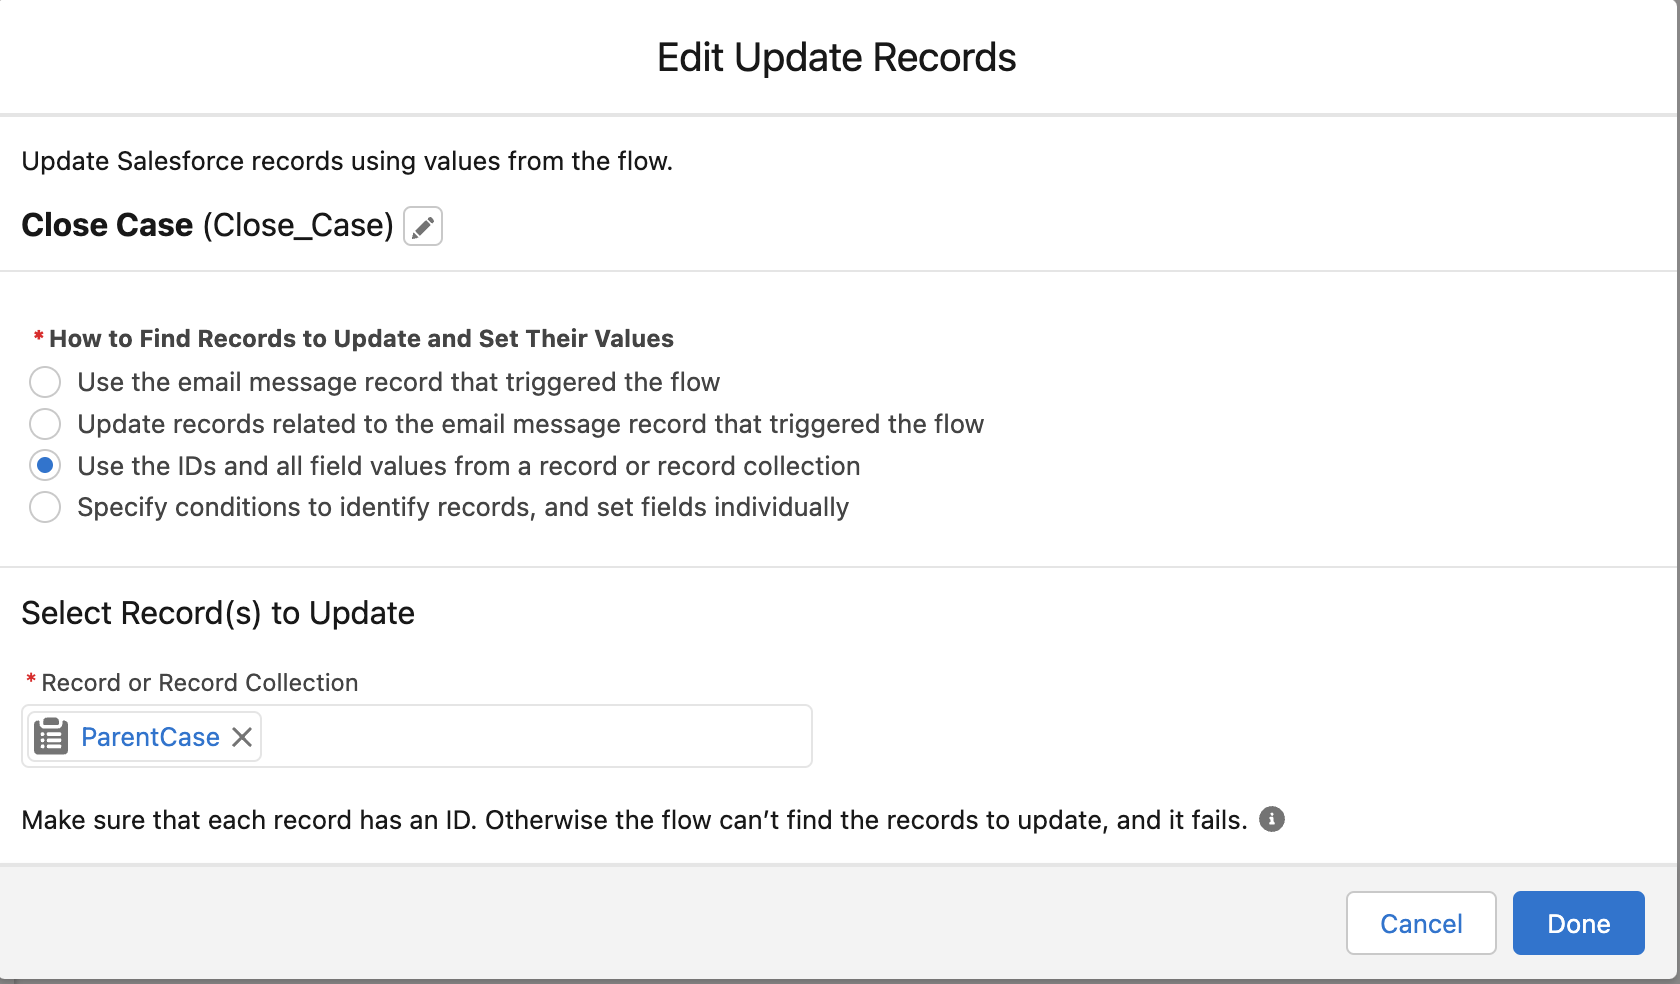 Edit Update Records
Update Salesforce records using values from the flow.
Close Case (Close_Case)
* How to Find Records to Update and Set Their Values
Use the email message record that triggered the flow
Update records related to the email message record that triggered the flow
Use the IDs and all field values from a record or record collection
Specify conditions to identify records, and set fields individually
Select Record(s) to Update
* Record or Record Collection
ParentCase
Make sure that each record has an ID. Otherwise the flow can’t find the records to update, and it fails.
Cancel Done